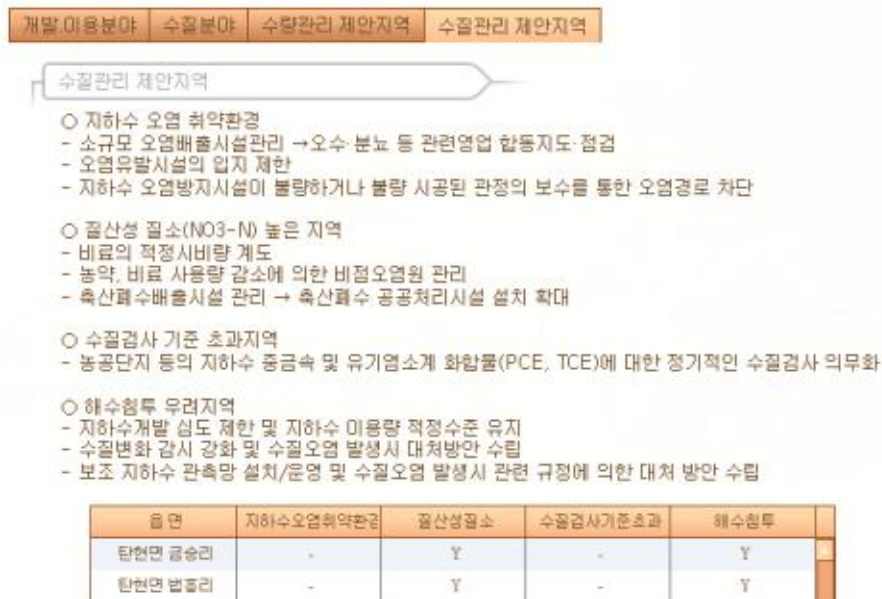 개발.이용분야 수질분야 수량관리 제안지역 수질관리 제안지역
수질관리 제안지역
○ 지하수 오염 취약환경
- 소규모 오염배출시설관리 →오수·분뇨 등 관련영업 합동지도·점검
- 오염유발시설의 입지 제한
- 지하수 오염방지시설이 불량하거나 불량 시공된 관정의 보수를 통한 오염경로 차단
○ 질산성 질소(NO3-N) 높은 지역
- 비료의 적정시비량 계도
- 농약, 비료 사용량 감소에 의한 비점오염원 관리
- 축산폐수배출시설 관리 → 축산폐수 공공처리시설 설치 확대
○ 수질검사 기준 초과지역
- 농공단지 등의 지하수 중금속 및 유기염소계 화합물(PCE, TCE)에 대한 정기적인 수질검사 의무화
○ 해수침투 우려지역
- 지하수개발 심도 제한 및 지하수 이용량 적정수준 유지
- 수질변화 감시 강화 및 수질오염 발생시 대처방안 수립
- 보조 지하수 관측망 설치/운영 및 수질오염 발생시 관련 규정에 의한 대처 방안 수립
읍면 지하수오염취약환경 질산성질소 수질검사기준초과 해수침투
탄현면 금승리 - Y - Y
탄현면 법흥리 - Y - Y